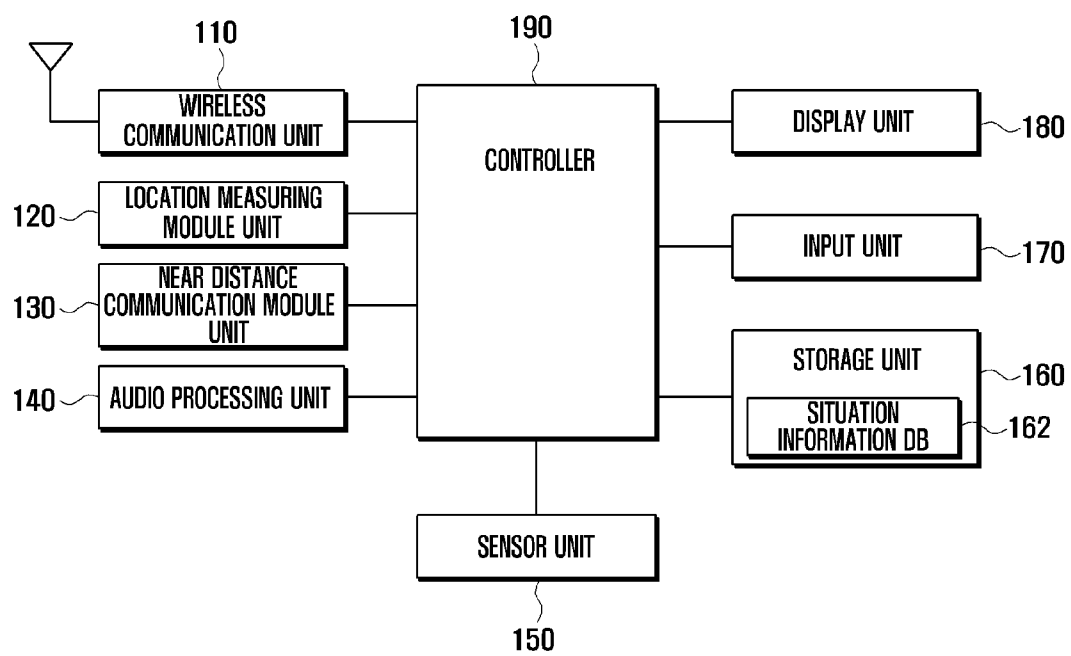 110
WIRELESS
COMMUNICATION UNIT
120
LOCATION MEASURING
MODULE UNIT
130
NEAR DISTANCE
COMMUNICATION MODULE
UNIT
140
AUDIO PROCESSING UNIT
190
CONTROLLER
DISPLAY UNIT
180
INPUT UNIT
170
STORAGE UNIT
160
SITUATION
INFORMATION DB
162
SENSOR UNIT
150